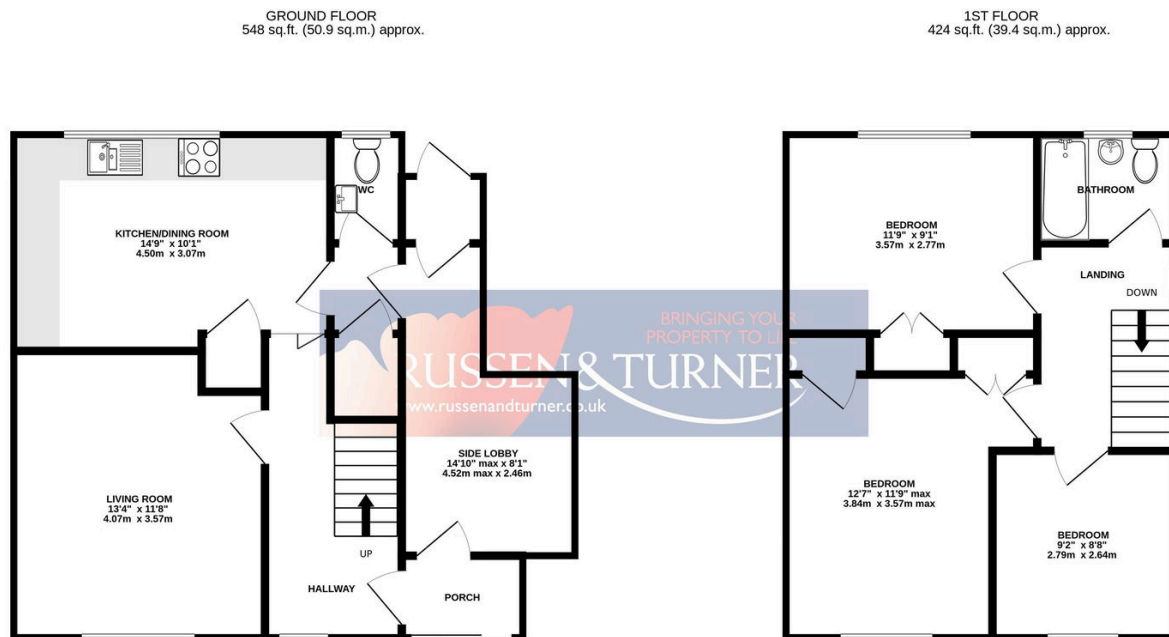 GROUND FLOOR
548 sq.ft. (50.9 sq.m.) approx.
1ST FLOOR
424 sq.ft. (39.4 sq.m.) approx.
KITCHEN/DINING ROOM
14'9" x 10'1"
4.50m x 3.07m
WC
LIVING ROOM
13'4" x 11'8"
4.07m x 3.57m
UP
HALLWAY
SIDE LOBBY
14'10" max x 8'1"
4.52m max x 2.46m
PORCH
BEDROOM
11'9" x 9'1"
3.57m x 2.77m
BATHROOM
LANDING
DOWN
BEDROOM
12'7" x 11'9" max
3.84m x 3.57m max
BEDROOM
9'2" x 8'8"
2.79m x 2.64m
BRINGING YOUR
PROPERTY TO
RUSSEN & TURNER
www.russenandturner.co.uk